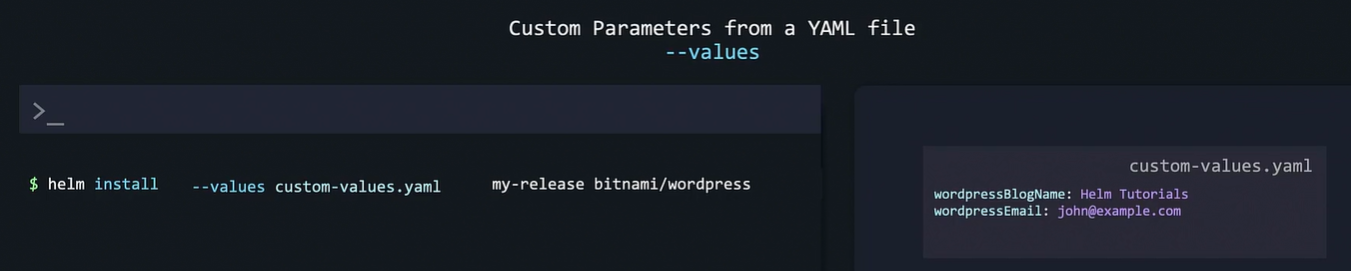 Custom Parameters from a YAML file
--values
>_
$ helm install --values custom-values.yaml my-release bitnami/wordpress
custom-values.yaml
wordpressBlogName: Helm Tutorials
wordpressEmail: john@example.com